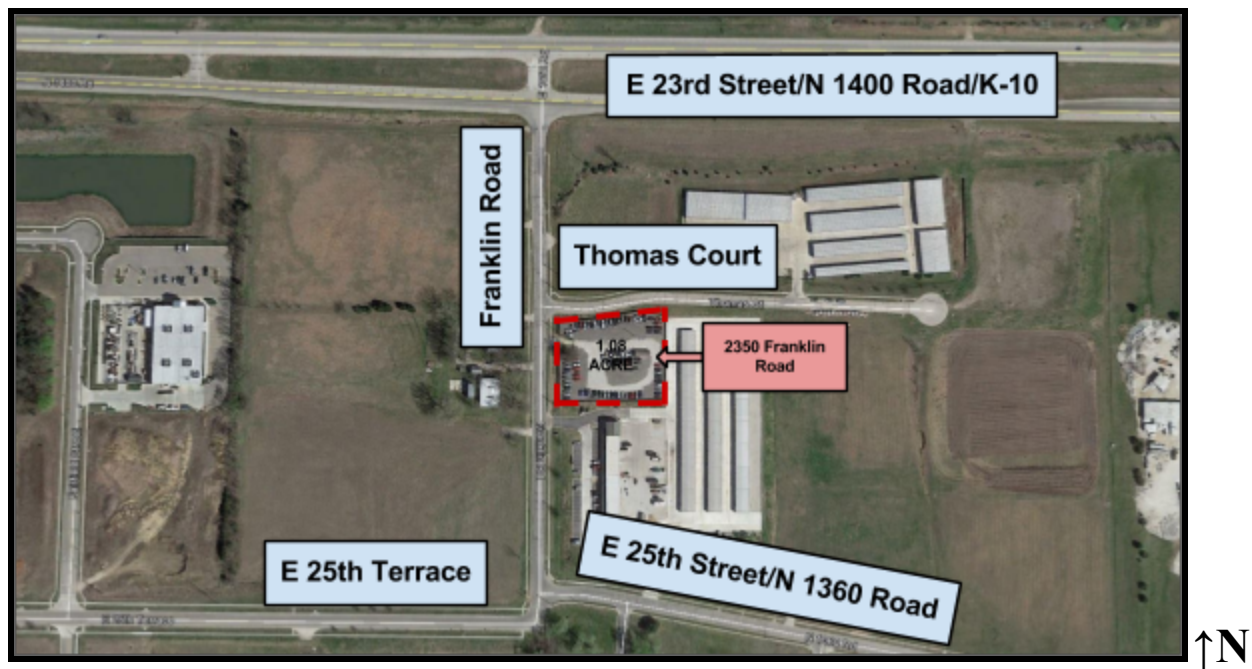 E 23rd Street/N 1400 Road/K-10
Franklin Road
Thomas Court
1.08
ACRE
2350 Franklin
Road
E 25th Street/N 1360 Road
E 25th Terrace
↑N